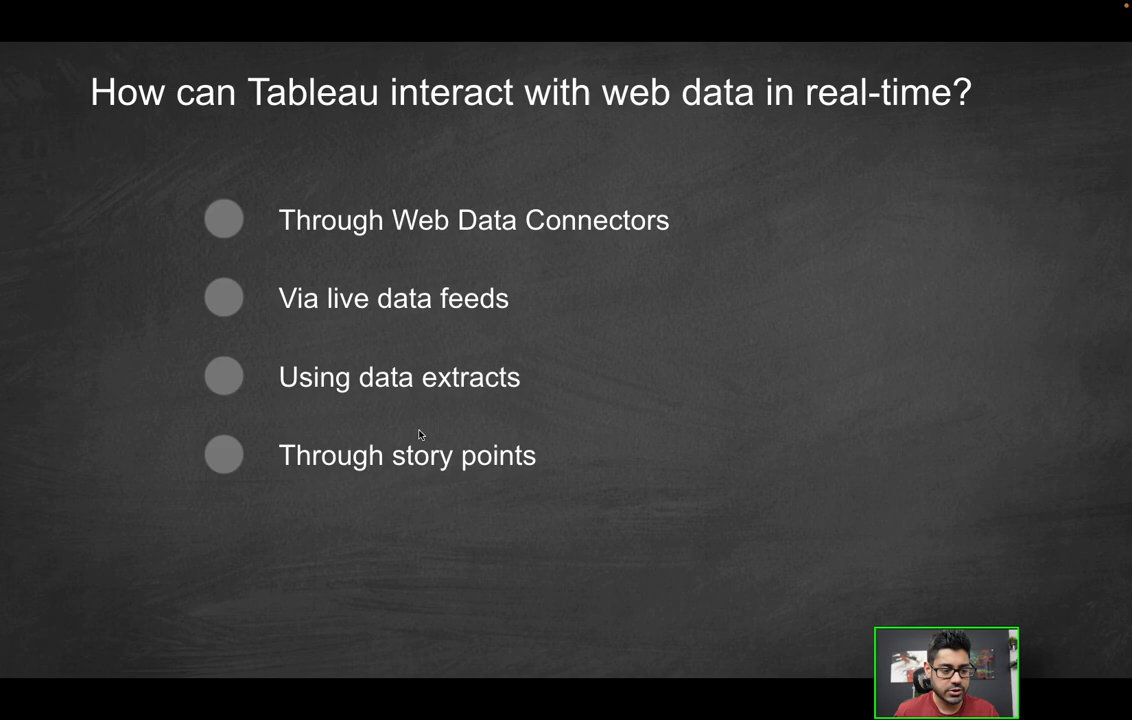 How can Tableau interact with web data in real-time?
Through Web Data Connectors
Via live data feeds
Using data extracts
Through story points